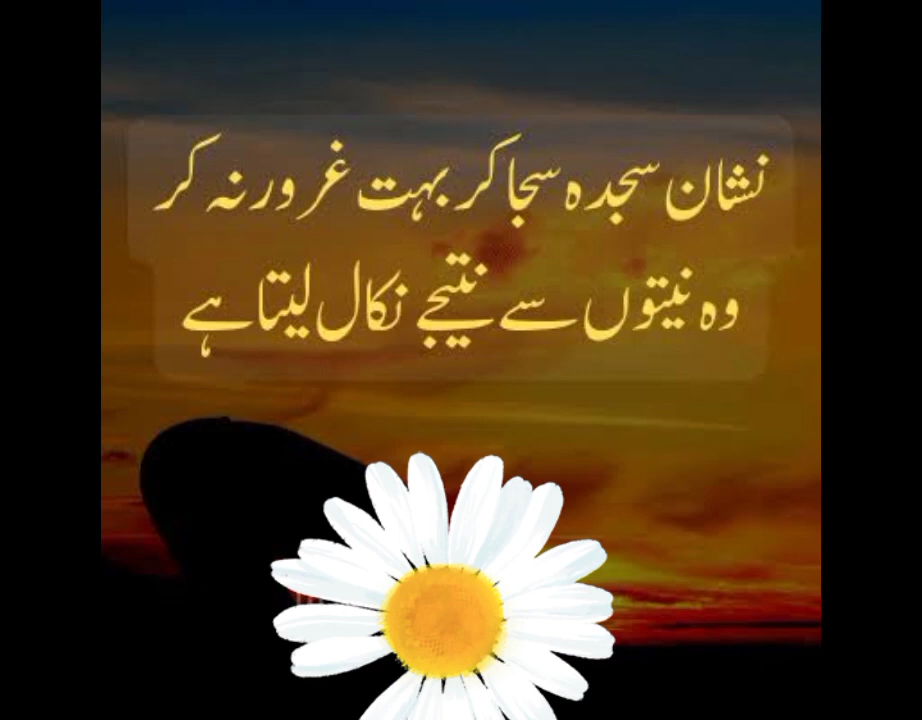 نشان سجدہ سجا کر بہت غرور نہ کر
وہ نیتوں سے نتیجے نکال لیتا ہے